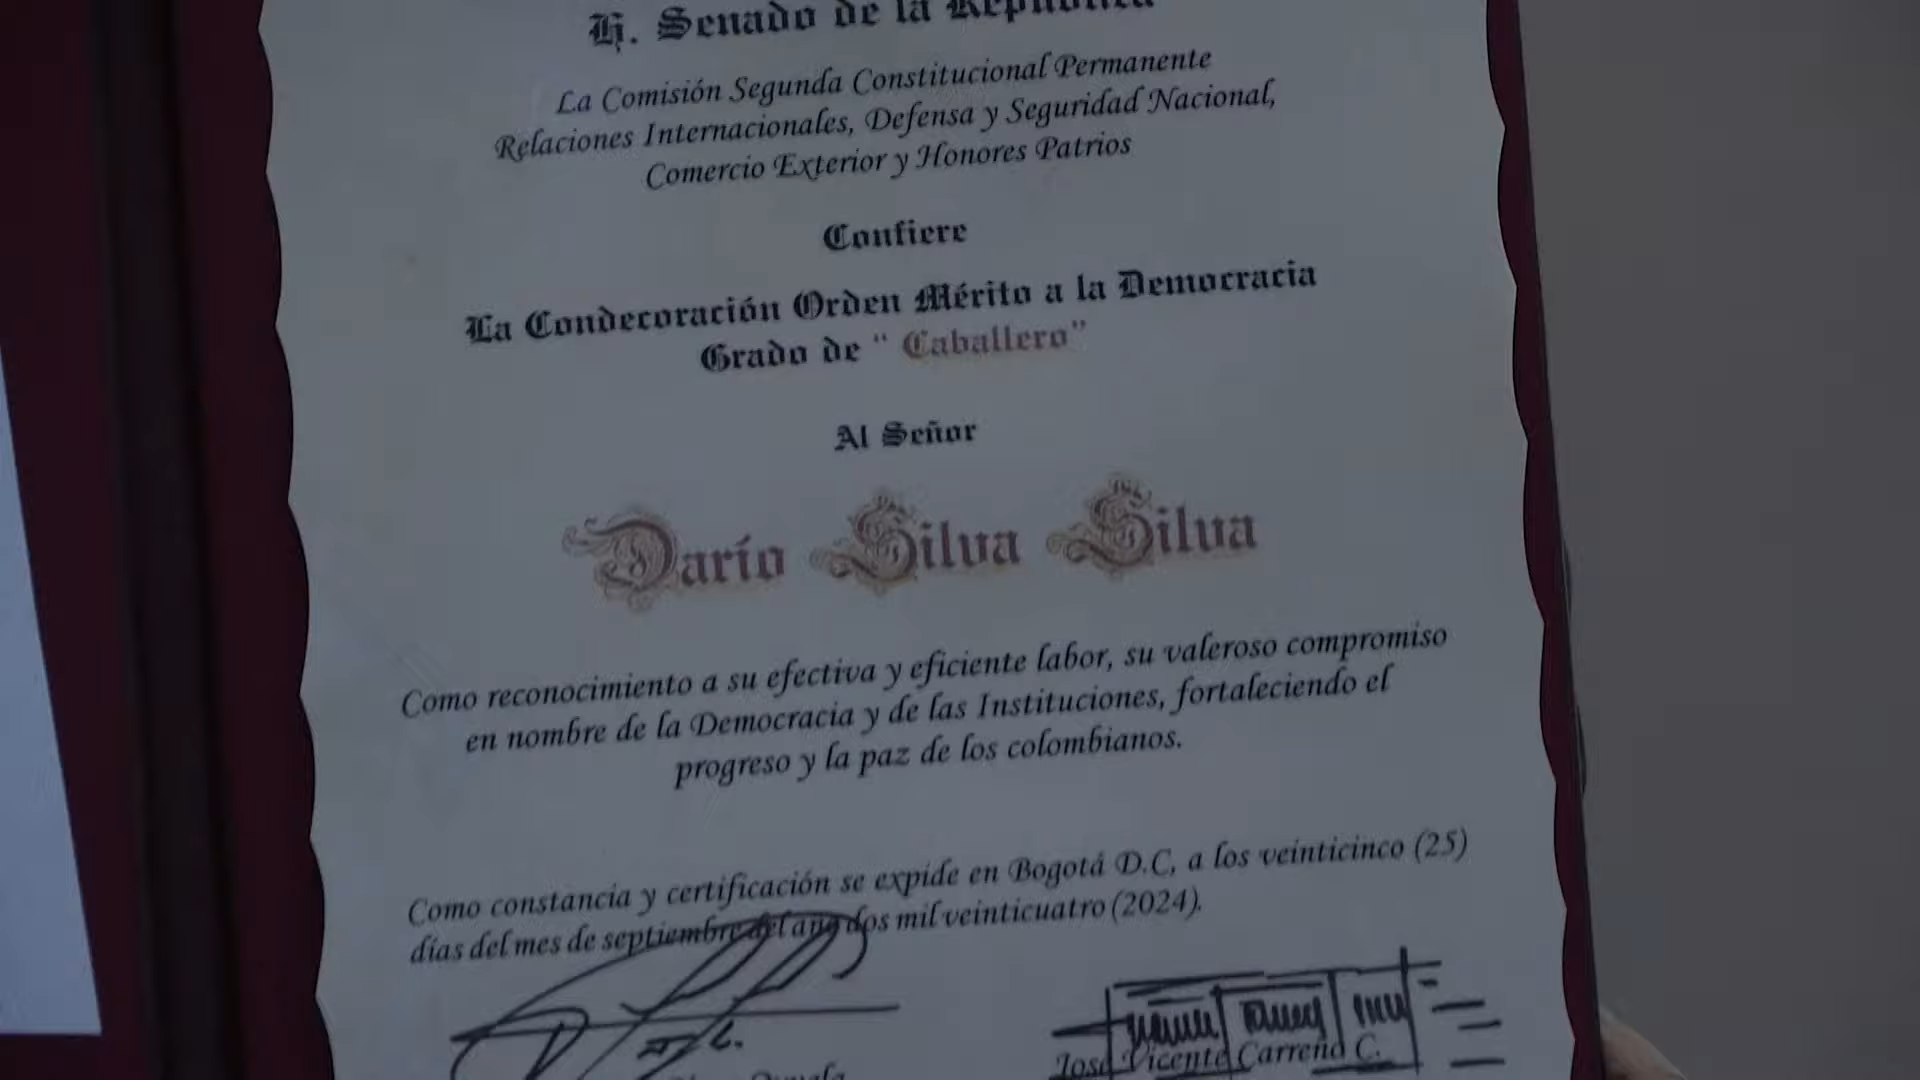 H. Senado de la República
La Comisión Segunda Constitucional Permanente
Relaciones Internacionales, Defensa y Seguridad Nacional,
Comercio Exterior y Honores Patrios
Confiere
La Condecoración Orden Mérito a la Democracia
Grado de “ Caballero”
Al Señor
Darío Silva Silva
Como reconocimiento a su efectiva y eficiente labor, su valeroso compromiso
en nombre de la Democracia y de las Instituciones, fortaleciendo el
progreso y la paz de los colombianos.
Como constancia y certificación se expide en Bogotá D.C, a los veinticinco (25)
días del mes de septiembre del año dos mil veinticuatro (2024).
José Vicente Carreño C.